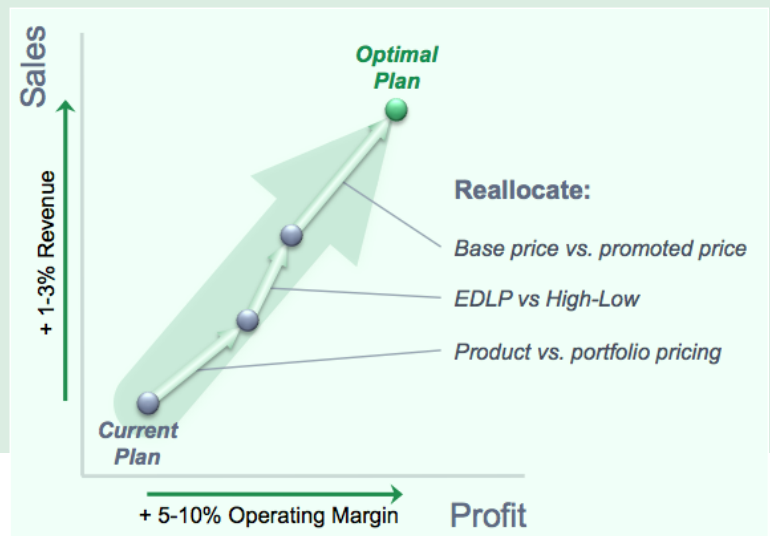 Sales
Optimal
Plan
+ 1-3% Revenue
Reallocate:
Base price vs. promoted price
EDLP vs High-Low
Product vs. portfolio pricing
Current
Plan
+ 5-10% Operating Margin
Profit